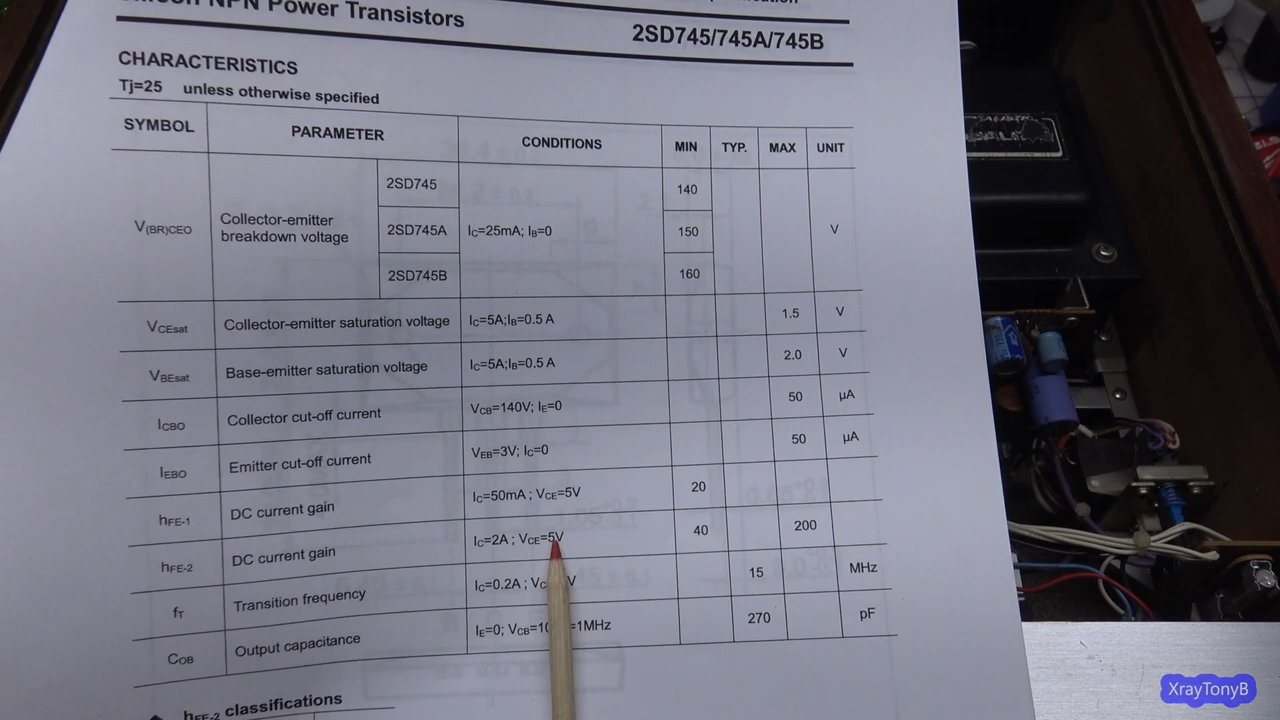 NPN Power Transistors
2SD745/745A/745B
CHARACTERISTICS
Tj=25 unless otherwise specified
SYMBOL PARAMETER CONDITIONS MIN TYP. MAX UNIT
V(BR)CEO Collector-emitter breakdown voltage 2SD745 IC=25mA; IB=0 140 V
2SD745A 150
2SD745B 160
VCEsat Collector-emitter saturation voltage IC=5A;IB=0.5 A 1.5 V
VBEsat Base-emitter saturation voltage IC=5A;IB=0.5 A 2.0 V
ICBO Collector cut-off current VCB=140V; IE=0 50 μA
IEBO Emitter cut-off current VEB=3V; IC=0 50 μA
hFE-1 DC current gain IC=50mA ; VCE=5V 20
hFE-2 DC current gain IC=2A ; VCE=5V 40 200
fT Transition frequency IC=0.2A ; 15 MHz
COB Output capacitance IE=0; =1MHz 270 pF
hFE-2 classifications
XrayTonyB